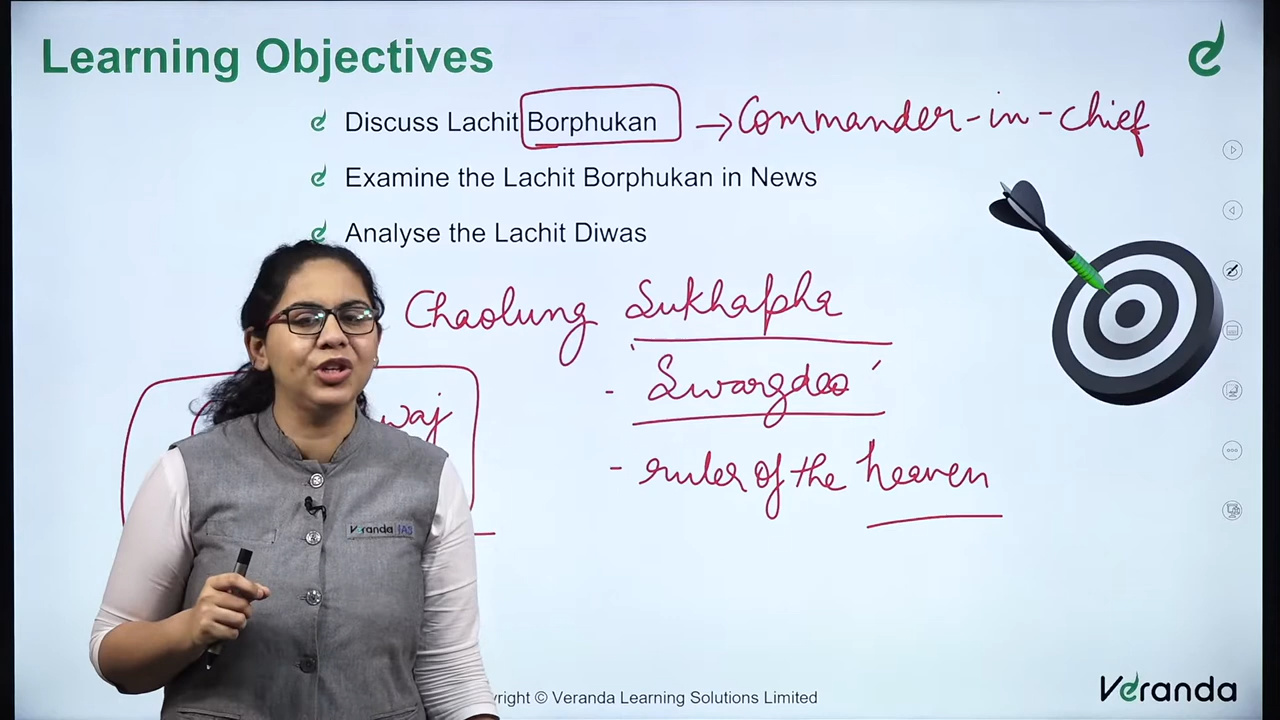 Learning Objectives
Discuss Lachit Borphukan → Commander-in-chief
Examine the Lachit Borphukan in News
Analyse the Lachit Diwas
Chaolung Sukhapha
- 'Swargdeo'
waj
- ruler of the heaven
Veranda IAS
© Veranda Learning Solutions Limited
Veranda